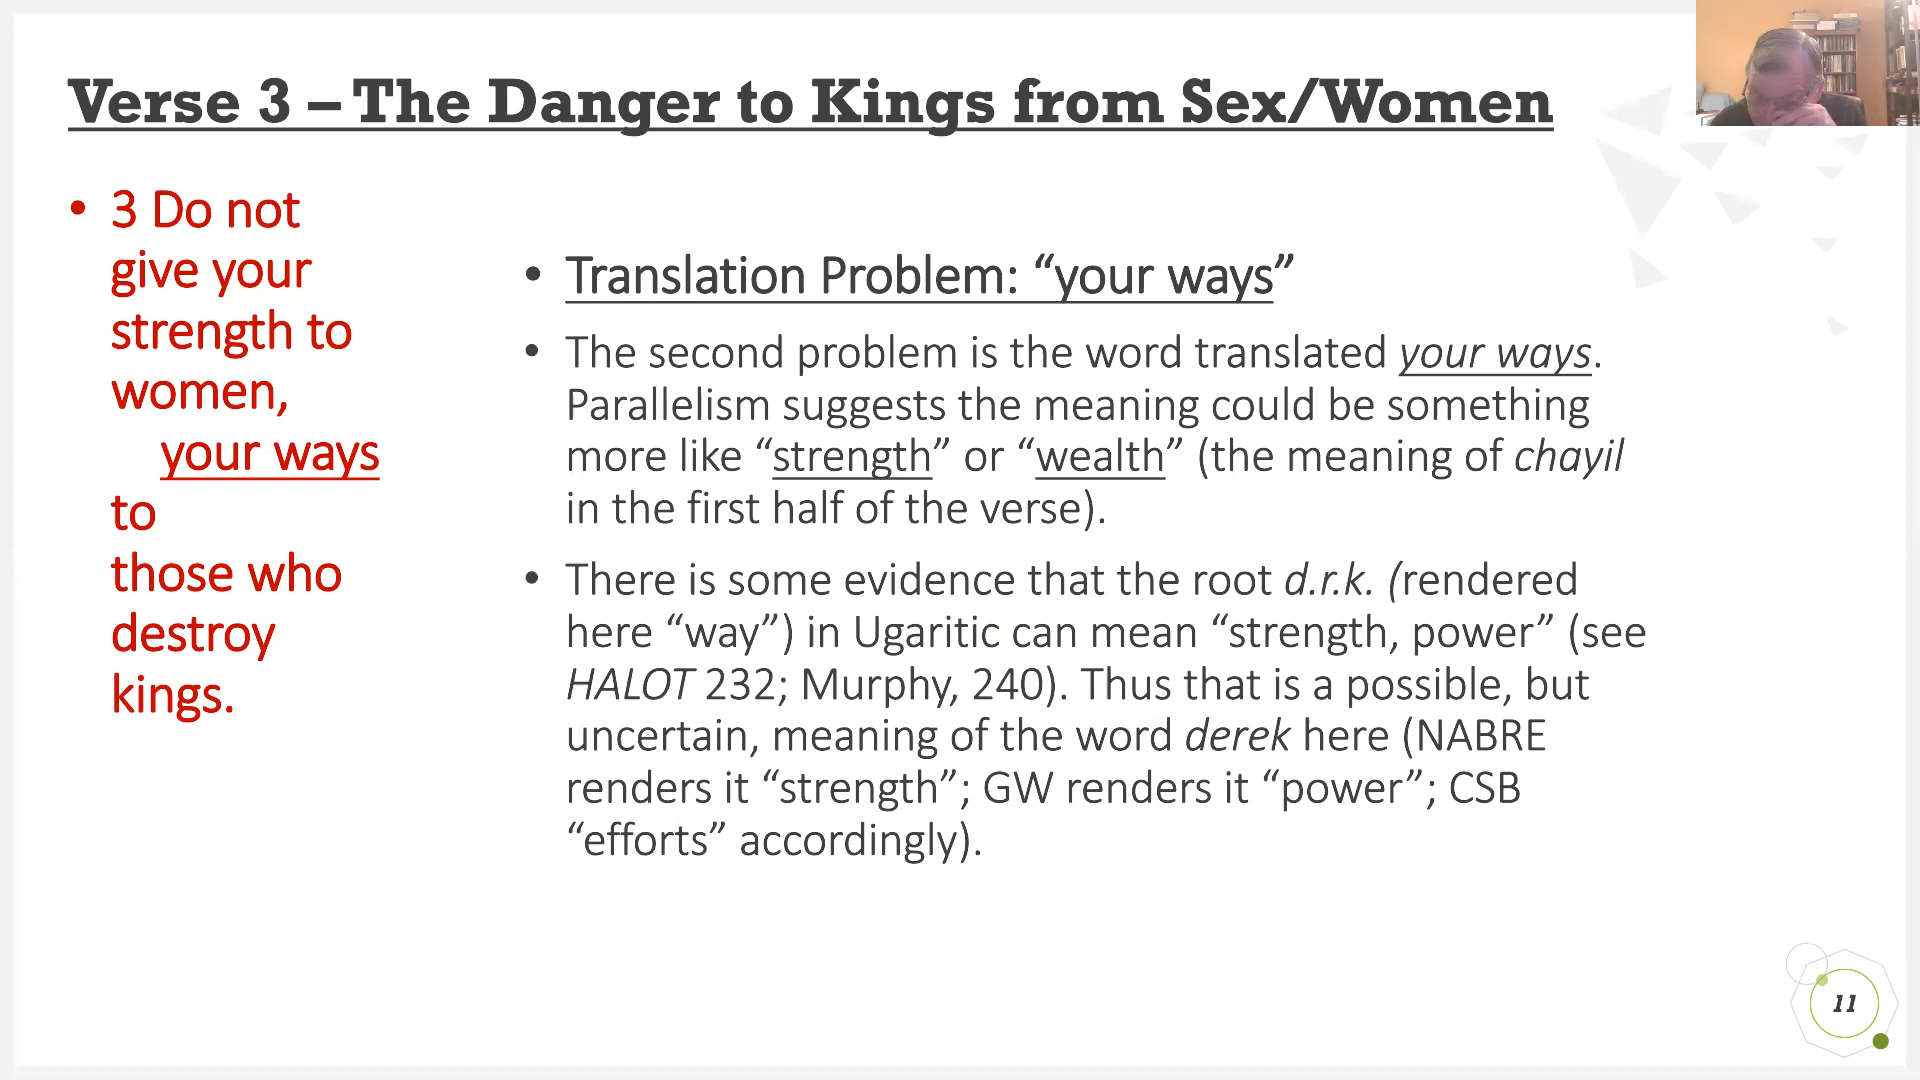 Verse 3 – The Danger to Kings from Sex/Women
• 3 Do not
give your
strength to
women,
your ways
to
those who
destroy
kings.
• Translation Problem: “your ways”
• The second problem is the word translated your ways.
Parallelism suggests the meaning could be something
more like “strength” or “wealth” (the meaning of chayil
in the first half of the verse).
• There is some evidence that the root d.r.k. (rendered
here “way”) in Ugaritic can mean “strength, power” (see
HALOT 232; Murphy, 240). Thus that is a possible, but
uncertain, meaning of the word derek here (NABRE
renders it “strength”; GW renders it “power”; CSB
“efforts” accordingly).
11